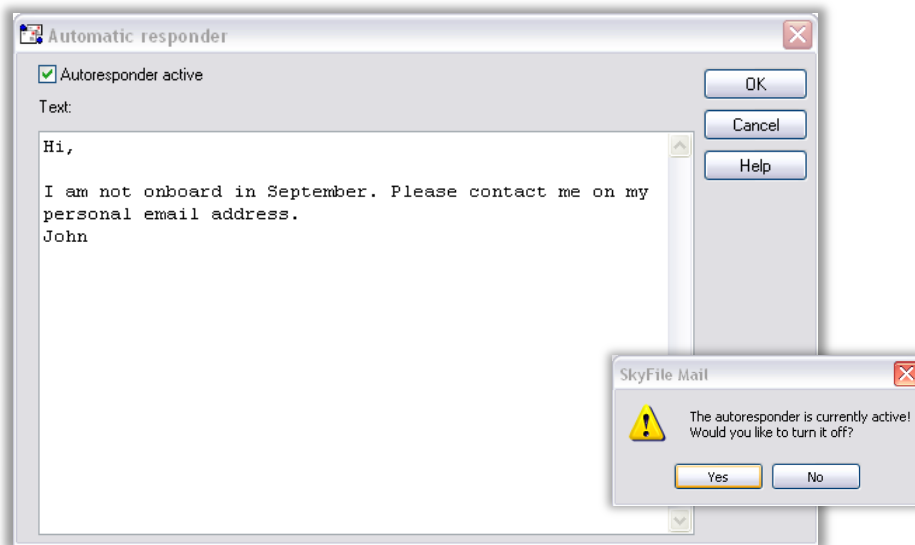 Automatic responder
Autoresponder active
OK
Text:
Cancel
Hi,
Help
I am not onboard in September. Please contact me on my
personal email address.
John
SkyFile Mail
The autoresponder is currently active!
Would you like to turn it off?
Yes
No